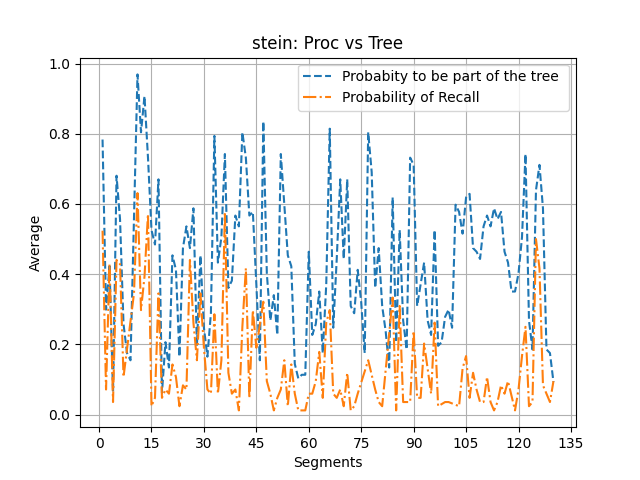 stein: Proc vs Tree
Probabity to be part of the tree
Probability of Recall
1.0
0.8
0.6
0.4
0.2
0.0
Average
0 15 30 45 60 75 90 105 120 135
Segments